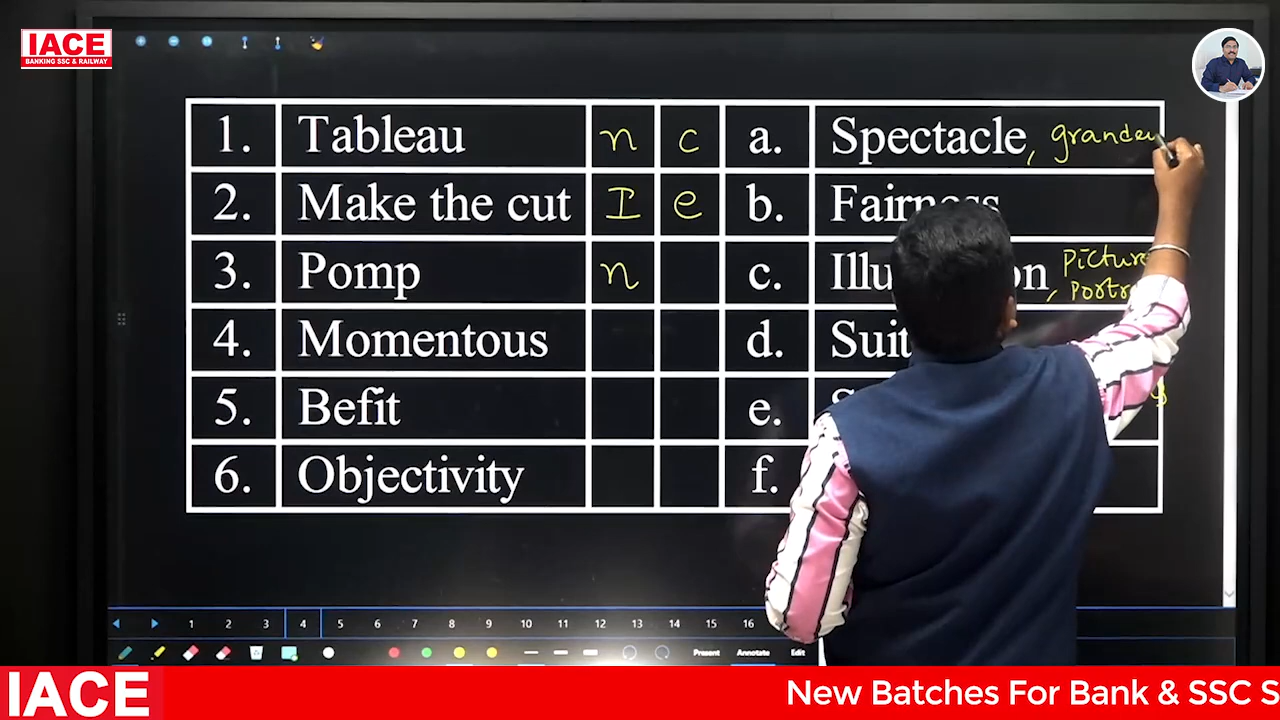 IACE
BANKING SSC & RAILWAY
1. Tableau n c a. Spectacle, grandeu
2. Make the cut I e b. Fairness
3. Pomp n c. Illu on, Picture
Portr
4. Momentous d. Suit
5. Befit e.
6. Objectivity f.
1 2 3 4 5 6 7 8 9 10 11 12 13 14 15 16
Present Annotate Edit
IACE
New Batches For Bank & SSC S